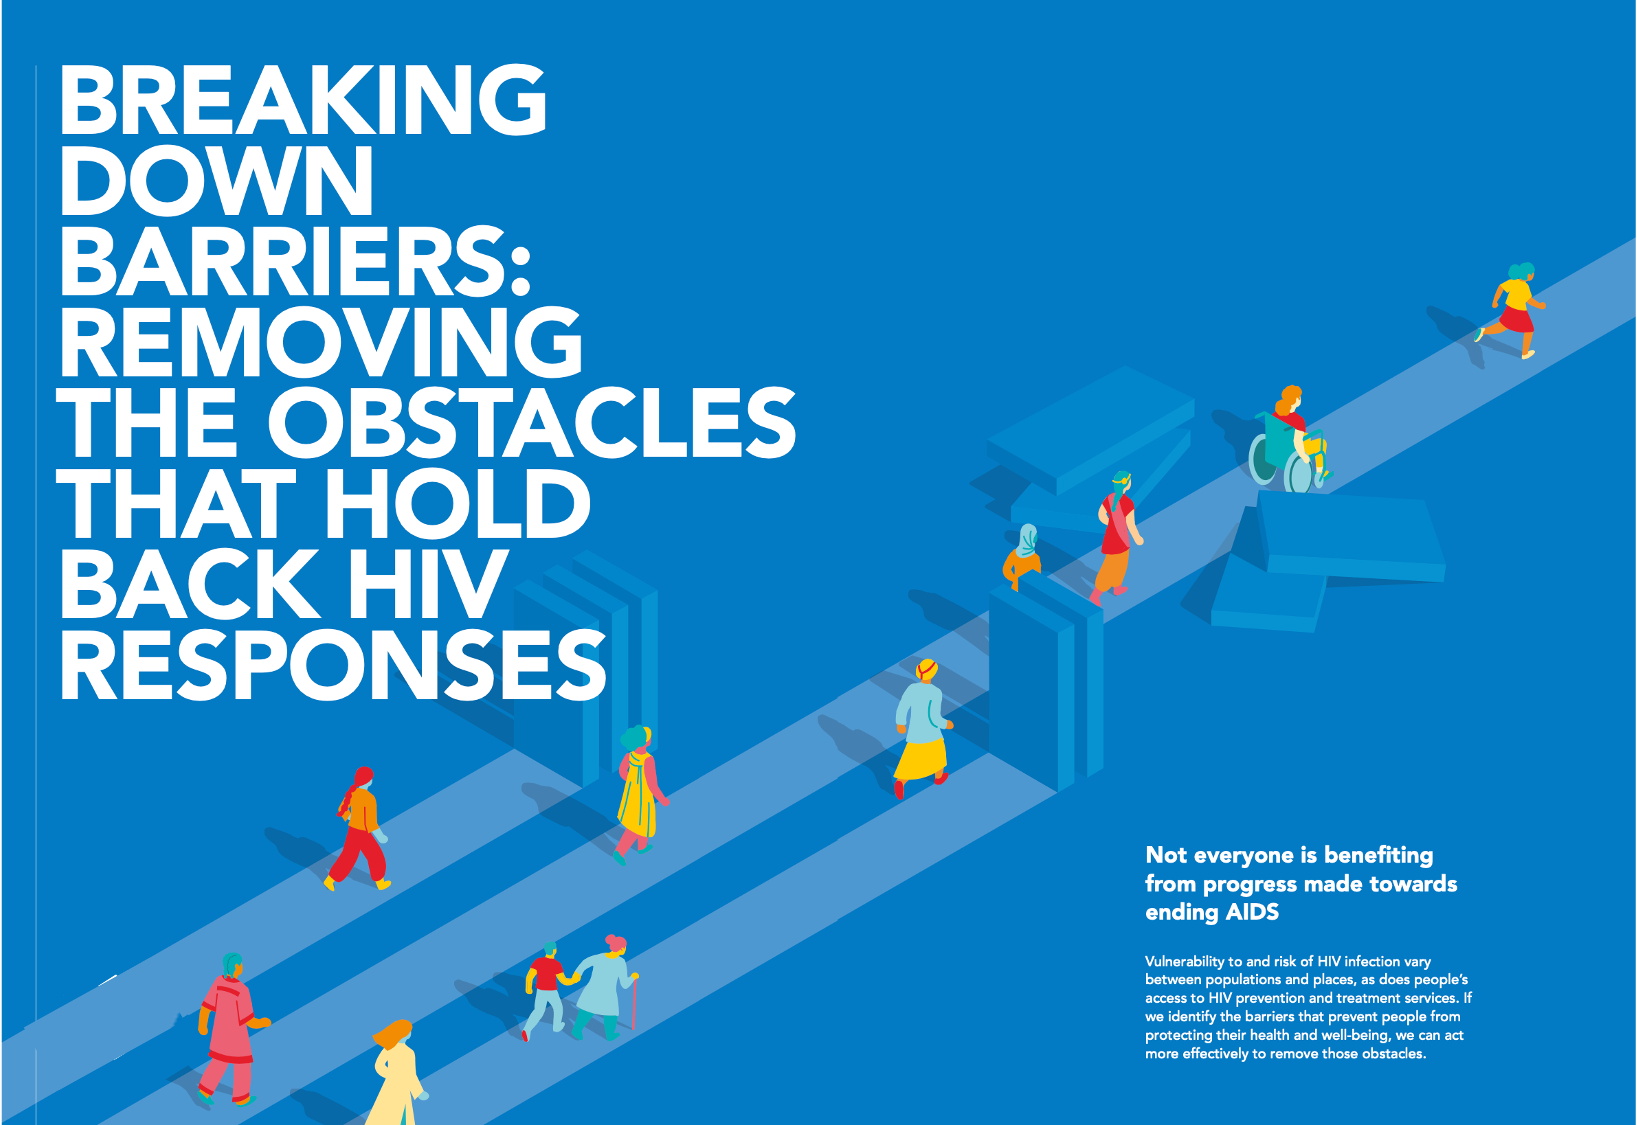 BREAKING
DOWN
BARRIERS:
REMOVING
THE OBSTACLES
THAT HOLD
BACK HIV
RESPONSES
Not everyone is benefiting
from progress made towards
ending AIDS
Vulnerability to and risk of HIV infection vary
between populations and places, as does people’s
access to HIV prevention and treatment services. If
we identify the barriers that prevent people from
protecting their health and well-being, we can act
more effectively to remove those obstacles.